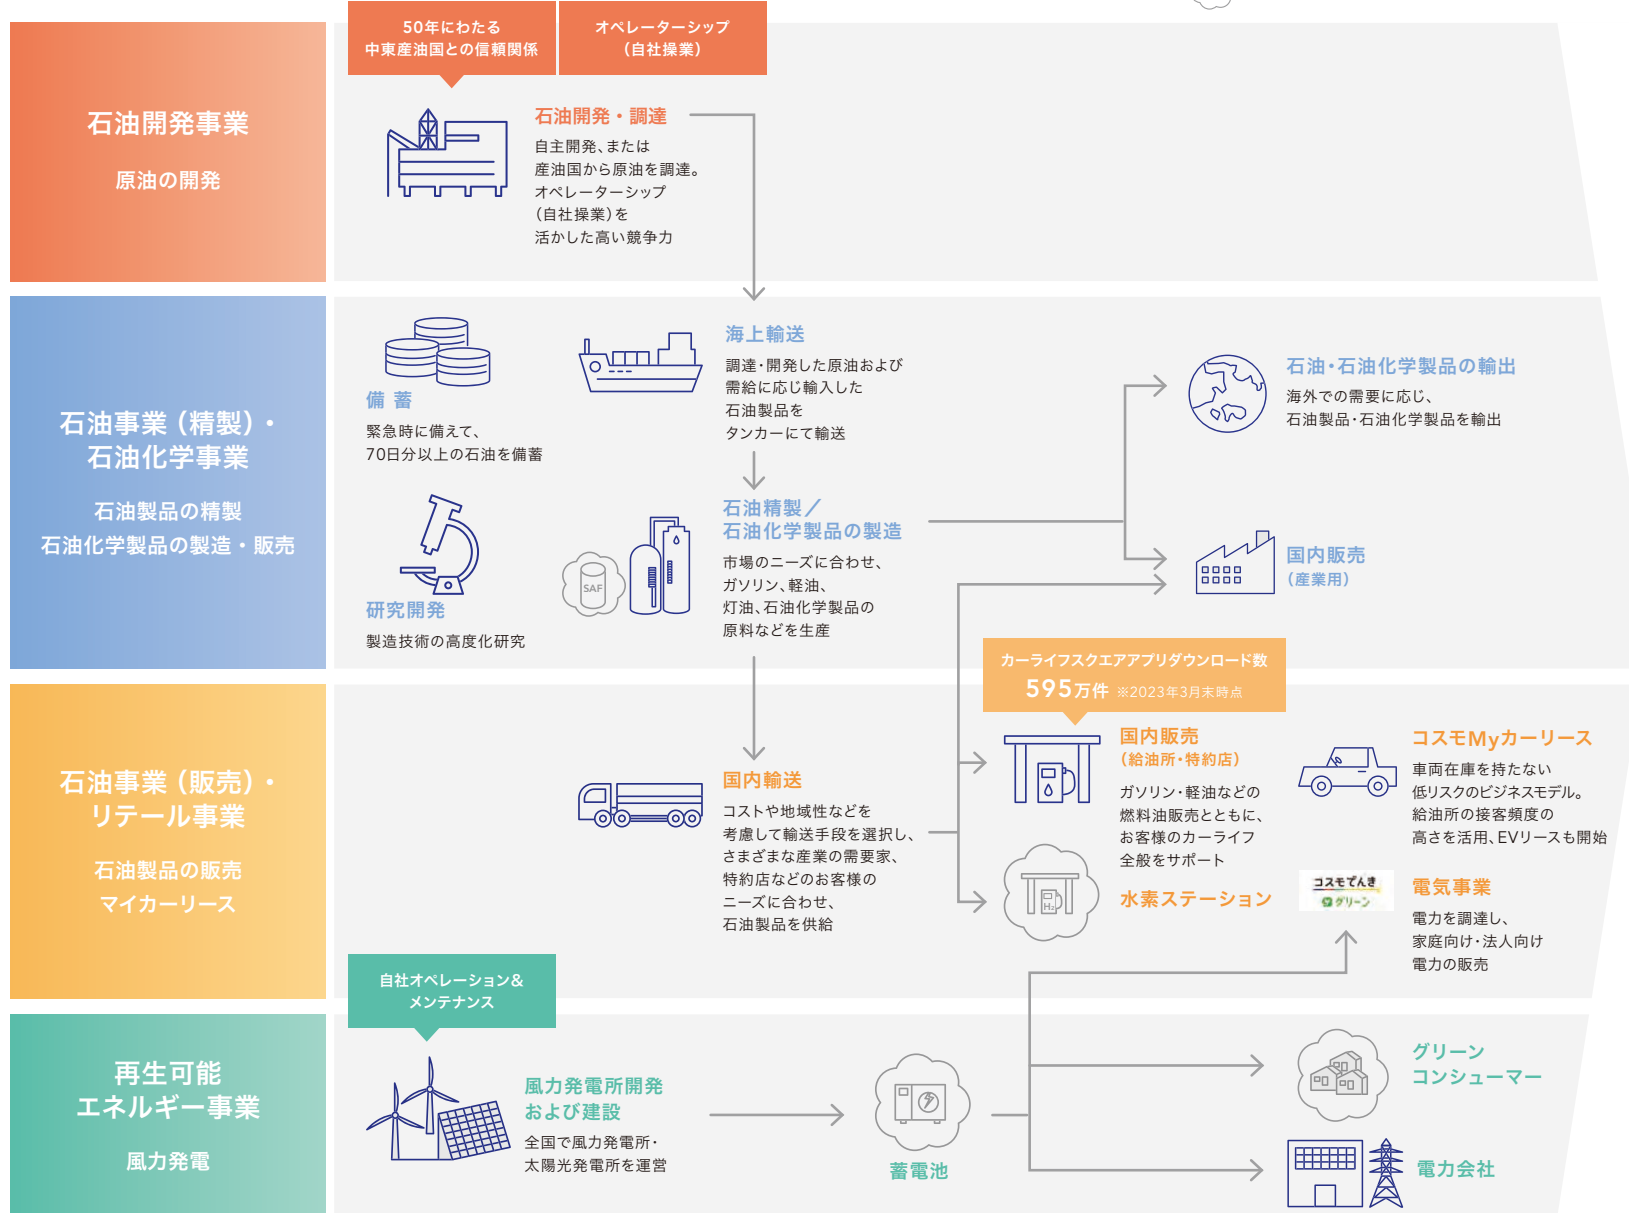 50年にわたる
中東産油国との信頼関係
オペレーターシップ
（自社操業）
石油開発事業
原油の開発
石油開発・調達
自主開発、または
産油国から原油を調達。
オペレーターシップ
（自社操業）を
活かした高い競争力
石油事業（精製）・
石油化学事業
石油製品の精製
石油化学製品の製造・販売
備 蓄
緊急時に備えて、
70日分以上の石油を備蓄
研究開発
製造技術の高度化研究
海上輸送
調達・開発した原油および
需給に応じ輸入した
石油製品を
タンカーにて輸送
SAF
石油精製／
石油化学製品の製造
市場のニーズに合わせ、
ガソリン、軽油、
灯油、石油化学製品の
原料などを生産
石油・石油化学製品の輸出
海外での需要に応じ、
石油製品・石油化学製品を輸出
国内販売
（産業用）
石油事業（販売）・
リテール事業
石油製品の販売
マイカーリース
国内輸送
コストや地域性などを
考慮して輸送手段を選択し、
さまざまな産業の需要家、
特約店などのお客様の
ニーズに合わせ、
石油製品を供給
カーライフスクエアアプリダウンロード数
595万件 ※2023年3月末時点
国内販売
（給油所・特約店）
ガソリン・軽油などの
燃料油販売とともに、
お客様のカーライフ
全般をサポート
H₂
水素ステーション
コスモMyカーリース
車両在庫を持たない
低リスクのビジネスモデル。
給油所の接客頻度の
高さを活用、EVリースも開始
コスモでんき
グリーン
電気事業
電力を調達し、
家庭向け・法人向け
電力の販売
再生可能
エネルギー事業
風力発電
自社オペレーション＆
メンテナンス
風力発電所開発
および建設
全国で風力発電所・
太陽光発電所を運営
蓄電池
グリーン
コンシューマー
電力会社